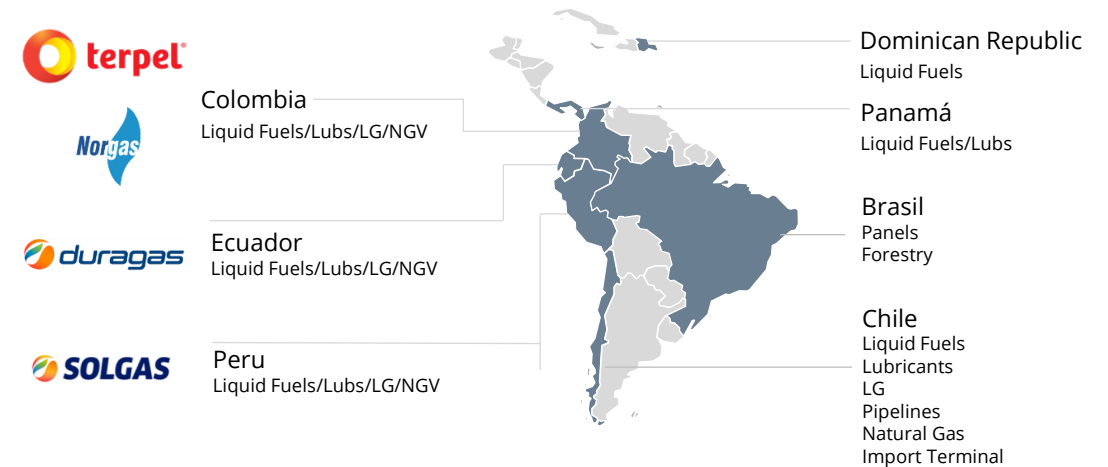 terpel
Norgas
Colombia
Liquid Fuels/Lubs/LG/NGV
duragas
Ecuador
Liquid Fuels/Lubs/LG/NGV
SOLGAS
Peru
Liquid Fuels/Lubs/LG/NGV
Dominican Republic
Liquid Fuels
Panamá
Liquid Fuels/Lubs
Brasil
Panels
Forestry
Chile
Liquid Fuels
Lubricants
LG
Pipelines
Natural Gas
Import Terminal